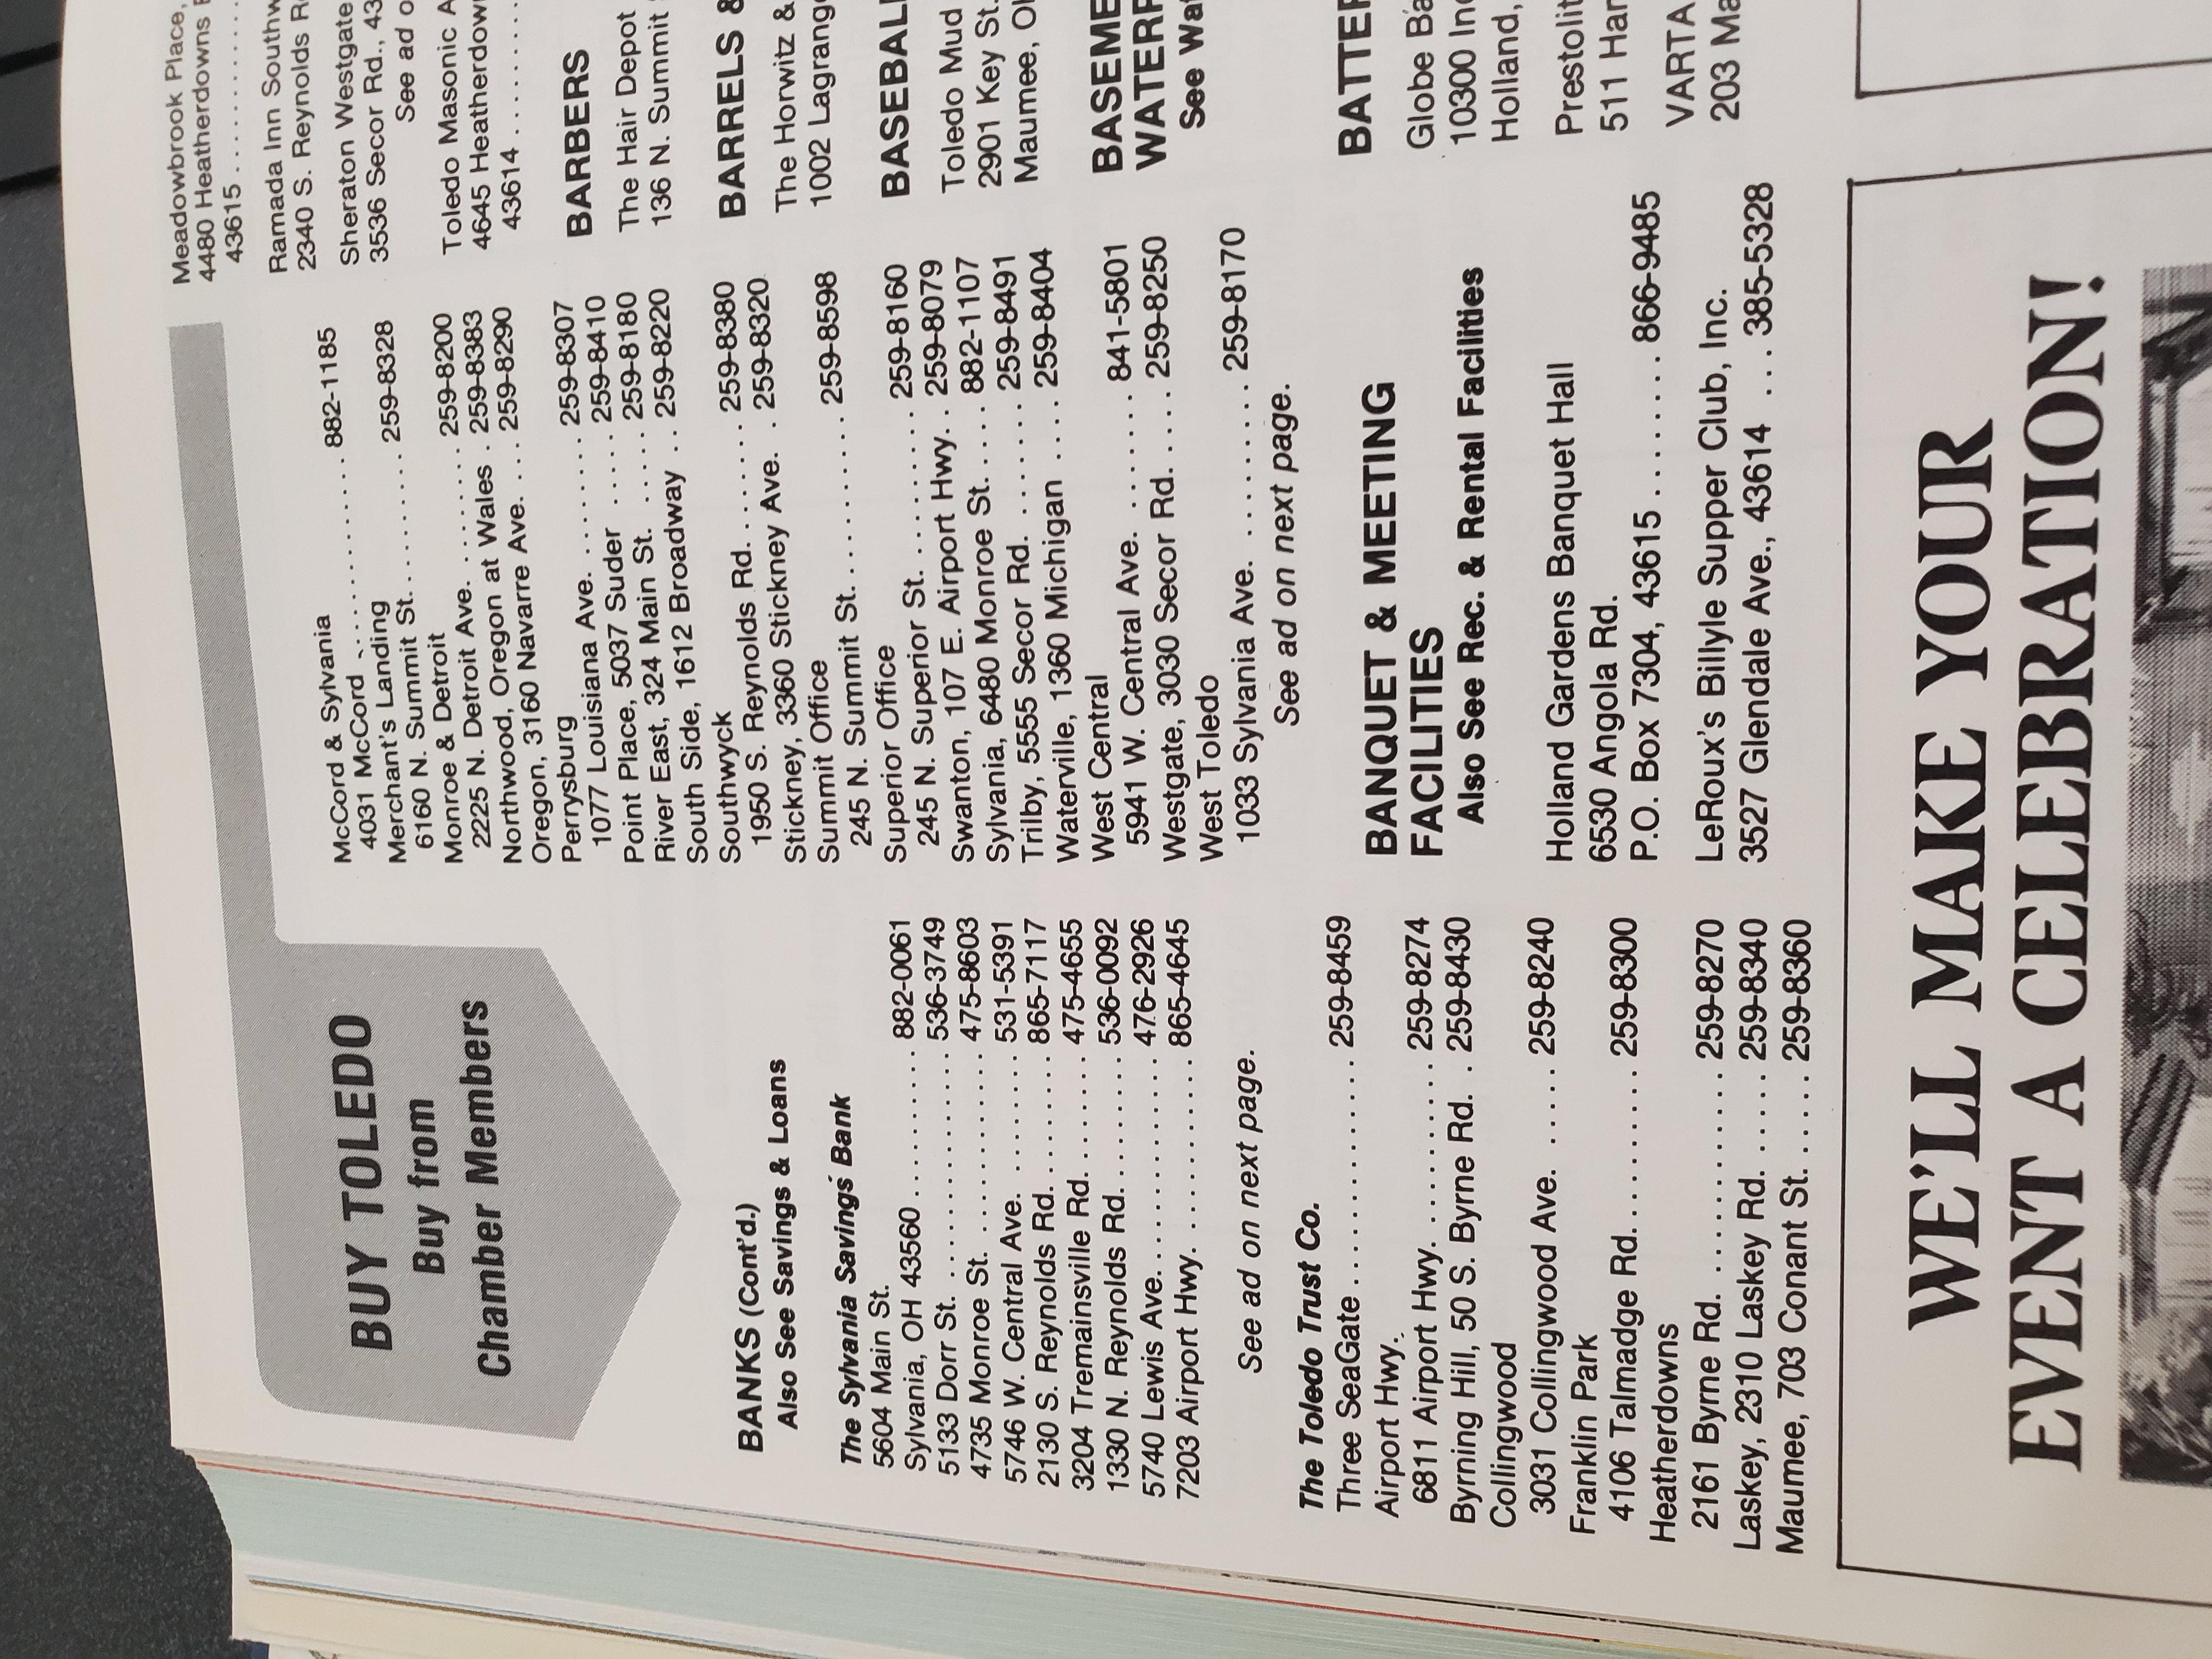 BUY TOLEDO
Buy from
Chamber Members
BANKS (Cont'd.)
Also See Savings & Loans
The Sylvania Savings Bank
5604 Main St.
Sylvania, OH 43560 . . . . . . . . . . 882-0061
5133 Dorr St. . . . . . . . . . . . . . . . . 536-3749
4735 Monroe St. . . . . . . . . . . . . 475-8603
5746 W. Central Ave. . . . . . . . . 531-5391
2130 S. Reynolds Rd. . . . . . . . . 865-7117
3204 Tremainsville Rd. . . . . . . . 475-4655
1330 N. Reynolds Rd. . . . . . . . . 536-0092
5740 Lewis Ave. . . . . . . . . . . . . . 476-2926
7203 Airport Hwy. . . . . . . . . . . . 865-4645
See ad on next page.
The Toledo Trust Co.
Three SeaGate . . . . . . . . . . . . . . 259-8459
Airport Hwy.
6811 Airport Hwy. . . . . . . . . . 259-8274
Byrning Hill, 50 S. Byrne Rd. . 259-8430
Collingwood
3031 Collingwood Ave. . . . . . 259-8240
Franklin Park
4106 Talmadge Rd. . . . . . . . . . 259-8300
Heatherdowns
2161 Byrne Rd. . . . . . . . . . . . . 259-8270
Laskey, 2310 Laskey Rd. . . . . . 259-8340
Maumee, 703 Conant St. . . . . . 259-8360
McCord & Sylvania
4031 McCord . . . . . . . . . . . . . 882-1185
Merchant's Landing
6160 N. Summit St. . . . . . . . . . 259-8328
Monroe & Detroit
2225 N. Detroit Ave. . . . . . . . . 259-8200
Northwood, Oregon at Wales . 259-8383
Oregon, 3160 Navarre Ave. . . . 259-8290
Perrysburg
1077 Louisiana Ave. . . . . . . . . 259-8307
Point Place, 5037 Suder . . . . . 259-8410
River East, 324 Main St. . . . . . 259-8180
South Side, 1612 Broadway . . 259-8220
Southwyck
1950 S. Reynolds Rd. . . . . . . . 259-8380
Stickney, 3360 Stickney Ave. . 259-8320
Summit Office
245 N. Summit St. . . . . . . . . . . 259-8598
Superior Office
245 N. Superior St. . . . . . . . . . 259-8160
Swanton, 107 E. Airport Hwy. . 259-8079
Sylvania, 6480 Monroe St. . . . . 882-1107
Trilby, 5555 Secor Rd. . . . . . . . 259-8491
Waterville, 1360 Michigan . . . . 259-8404
West Central
5941 W. Central Ave. . . . . . . . 841-5801
Westgate, 3030 Secor Rd. . . . . 259-8250
West Toledo
1033 Sylvania Ave. . . . . . . . . . 259-8170
See ad on next page.
BANQUET & MEETING
FACILITIES
Also See Rec. & Rental Facilities
Holland Gardens Banquet Hall
6530 Angola Rd.
P.O. Box 7304, 43615 . . . . . . . . 866-9485
LeRoux's Billyle Supper Club, Inc.
3527 Glendale Ave., 43614 . . . 385-5328
Meadowbrook Place,
4480 Heatherdowns
43615 . . . . . . . . . .
Ramada Inn
2340 S. Reynolds
Sheraton Westgate
3536 Secor Rd.,
See ad
Toledo Masonic
4645
43614 . . . . . . . . . .
BARBERS
The Hair Depot
136 N. Summit
BARRELS &
The Horwitz &
1002
Toledo Mud
2901 Key St.
Maumee,
See
Globe
10300
Holland,
511
VARTA
203
WE'LL MAKE YOUR
EVENT A CELEBRATION!